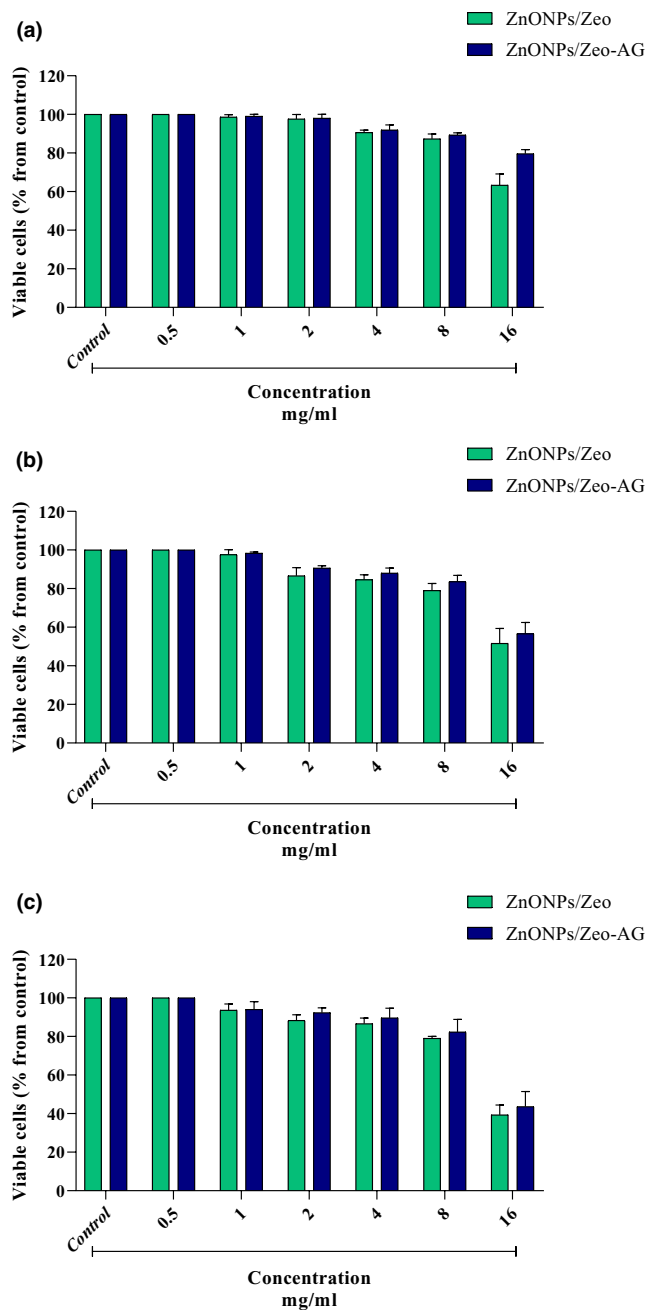 (a)
ZnONPs/Zeo
ZnONPs/Zeo-AG
Viable cells (% from control)
120
100
80
60
40
20
0
Control 0.5 1 2 4 8 16
Concentration
mg/ml
(b)
ZnONPs/Zeo
ZnONPs/Zeo-AG
Viable cells (% from control)
120
100
80
60
40
20
0
Control 0.5 1 2 4 8 16
Concentration
mg/ml
(c)
ZnONPs/Zeo
ZnONPs/Zeo-AG
Viable cells (% from control)
120
100
80
60
40
20
0
Control 0.5 1 2 4 8 16
Concentration
mg/ml